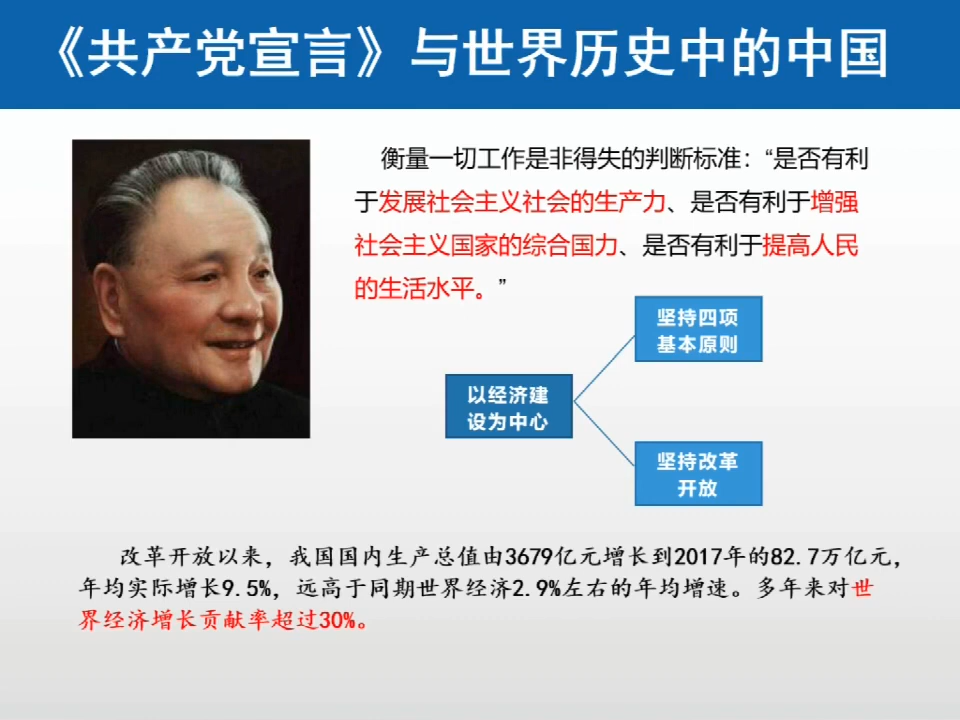 《共产党宣言》与世界历史中的中国
衡量一切工作是非得失的判断标准：“是否有利
于发展社会主义社会的生产力、是否有利于增强
社会主义国家的综合国力、是否有利于提高人民
的生活水平。”
坚持四项
基本原则
以经济建
设为中心
坚持改革
开放
改革开放以来，我国国内生产总值由3679亿元增长到2017年的82.7万亿元，
年均实际增长9.5%，远高于同期世界经济2.9%左右的年均增速。多年来对世
界经济增长贡献率超过30%。